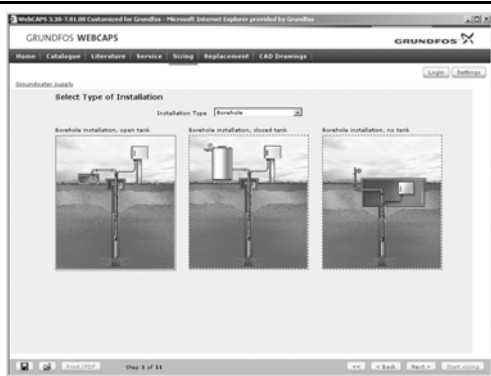 WebCAPS 3.30-7.01.08 Customized for Grundfos - Microsoft Internet Explorer provided by Grundfos
GRUNDFOS WEBCAPS
GRUNDFOS
Home Catalogue Literature Service Sizing Replacement CAD Drawings
Login Settings
Groundwater supply
Select Type of Installation
Installation Type Borehole
Borehole installation, open tank Borehole installation, closed tank Borehole installation, no tank
Print/PDF Step 1 of 11 << < Back Next > Start sizing